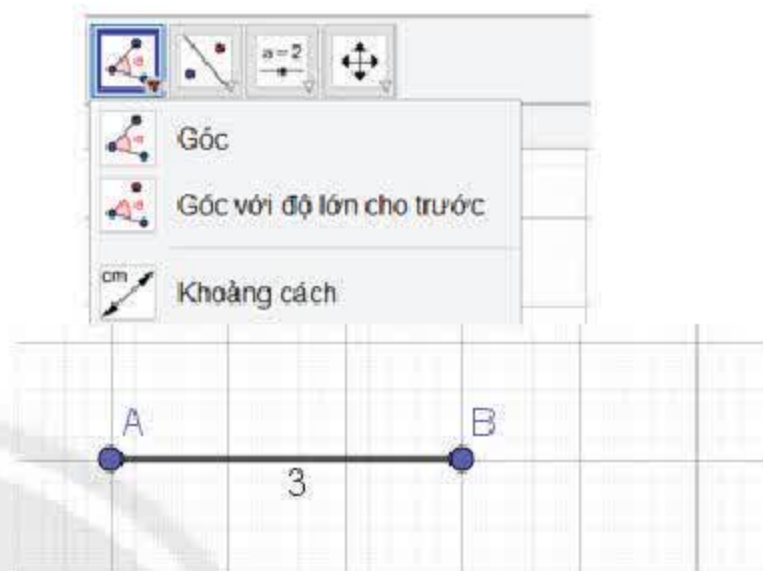 a = 2
Góc
Góc với độ lớn cho trước
cm
Khoảng cách
A B
3